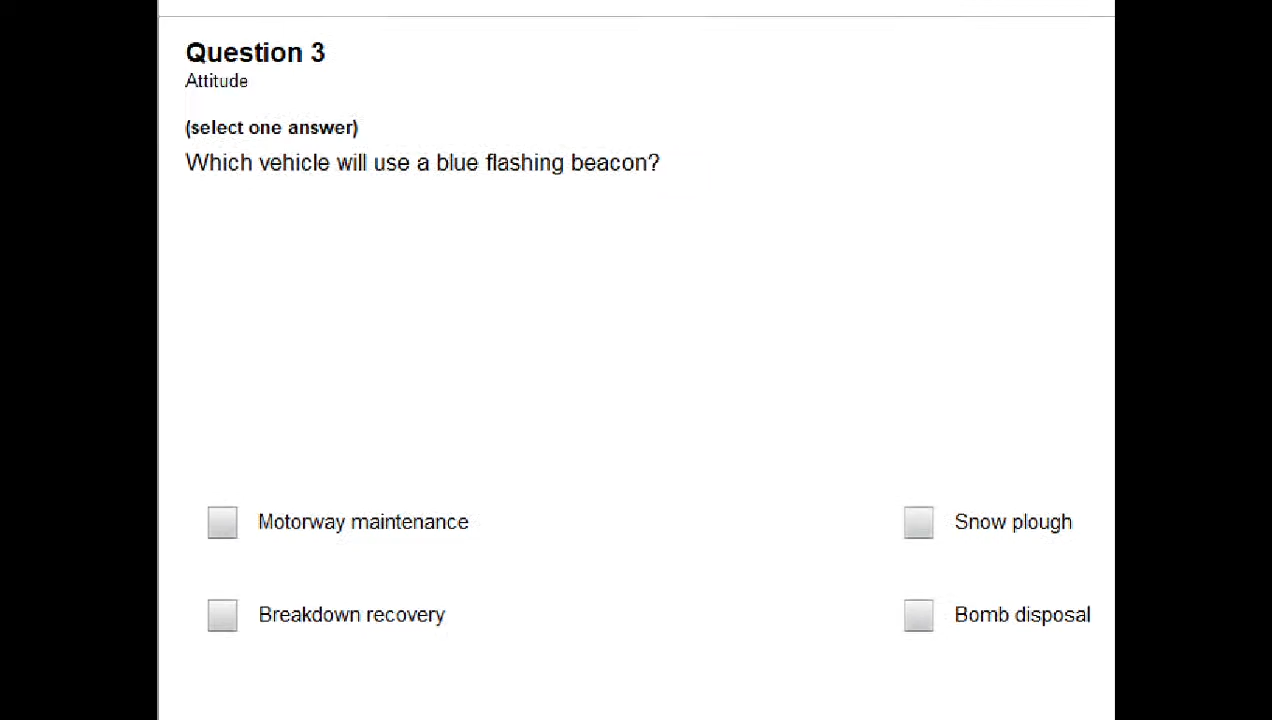 Question 3
Attitude
(select one answer)
Which vehicle will use a blue flashing beacon?
Motorway maintenance
Snow plough
Breakdown recovery
Bomb disposal